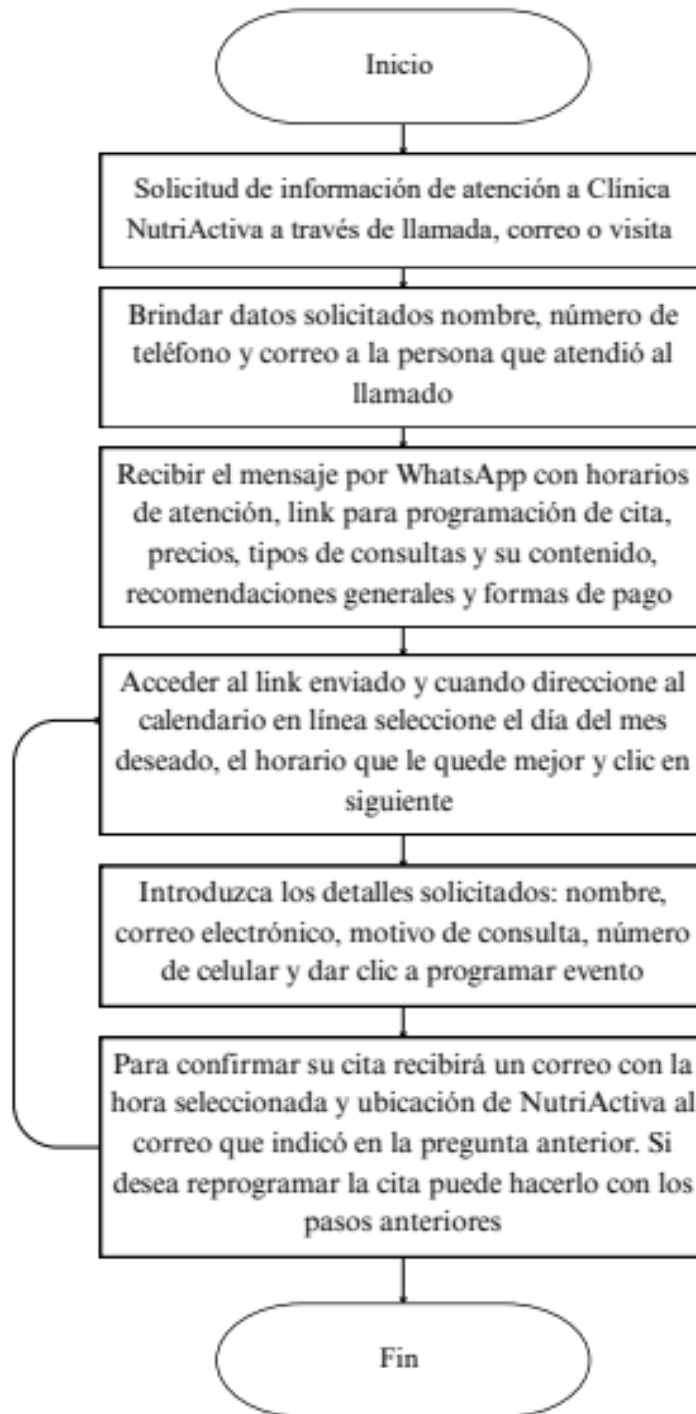 Inicio
Solicitud de información de atención a Clínica
NutriActiva a través de llamada, correo o visita
Brindar datos solicitados nombre, número de
teléfono y correo a la persona que atendió al
llamado
Recibir el mensaje por WhatsApp con horarios
de atención, link para programación de cita,
precios, tipos de consultas y su contenido,
recomendaciones generales y formas de pago
Acceder al link enviado y cuando direccione al
calendario en línea seleccione el día del mes
deseado, el horario que le quede mejor y clic en
siguiente
Introduzca los detalles solicitados: nombre,
correo electrónico, motivo de consulta, número
de celular y dar clic a programar evento
Para confirmar su cita recibirá un correo con la
hora seleccionada y ubicación de NutriActiva al
correo que indicó en la pregunta anterior. Si
desea reprogramar la cita puede hacerlo con los
pasos anteriores
Fin